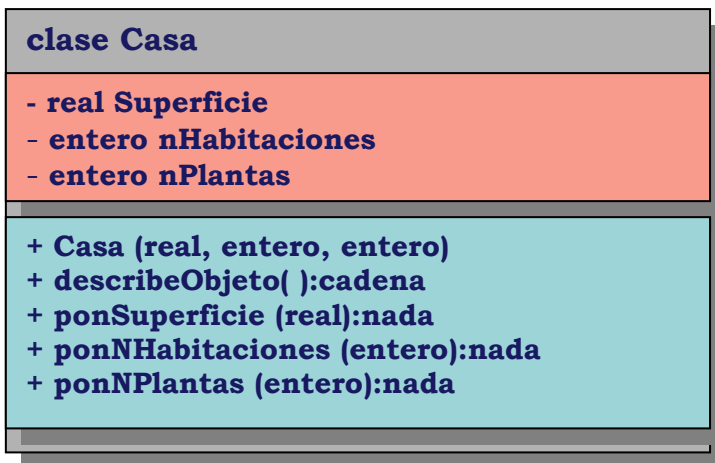 clase Casa
- real Superficie
- entero nHabitaciones
- entero nPlantas
+ Casa (real, entero, entero)
+ describeObjeto( ):cadena
+ ponSuperficie (real):nada
+ ponNHabitaciones (entero):nada
+ ponNPlantas (entero):nada